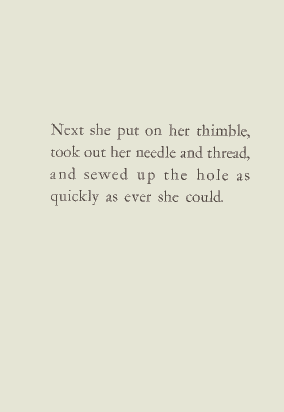 Next she put on her thimble,
took out her needle and thread,
and sewed up the hole as
quickly as ever she could.